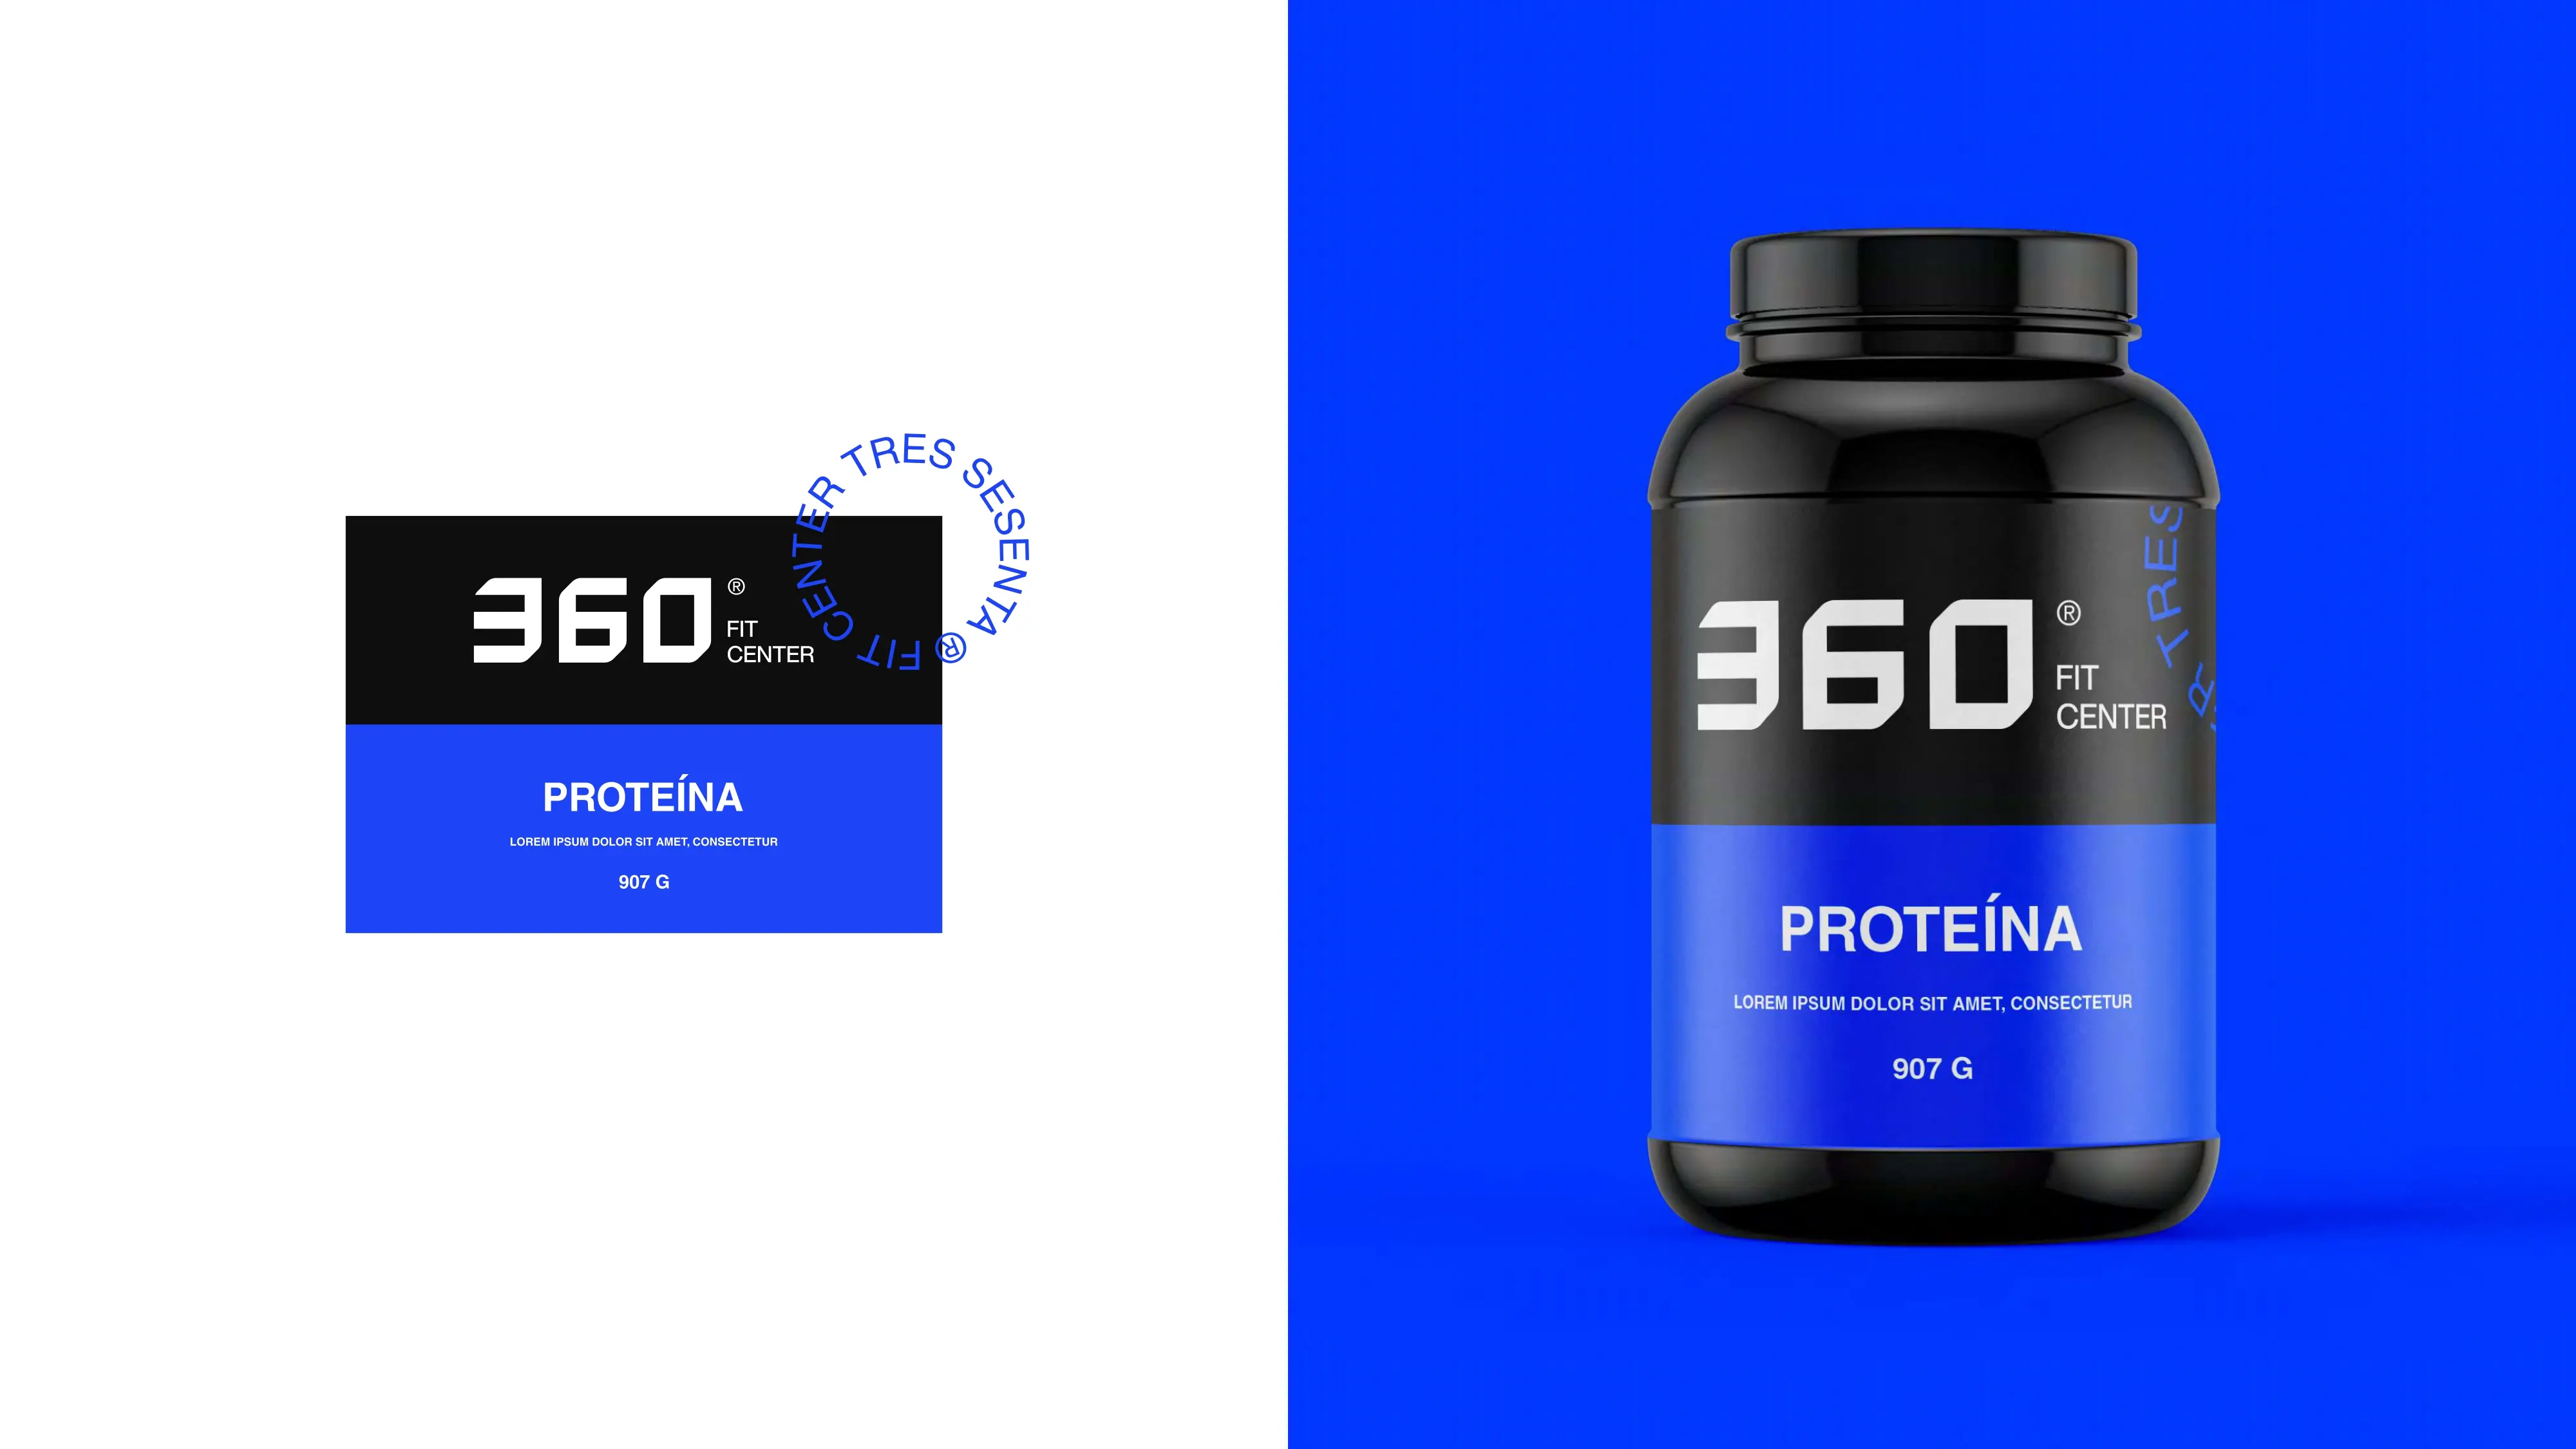 360 ®
FIT
CENTER
TRES SESENTA ® FIT CENTER
PROTEÍNA
LOREM IPSUM DOLOR SIT AMET, CONSECTETUR
907 G
360 ®
FIT
CENTER
TRES
R
PROTEÍNA
LOREM IPSUM DOLOR SIT AMET, CONSECTETUR
907 G